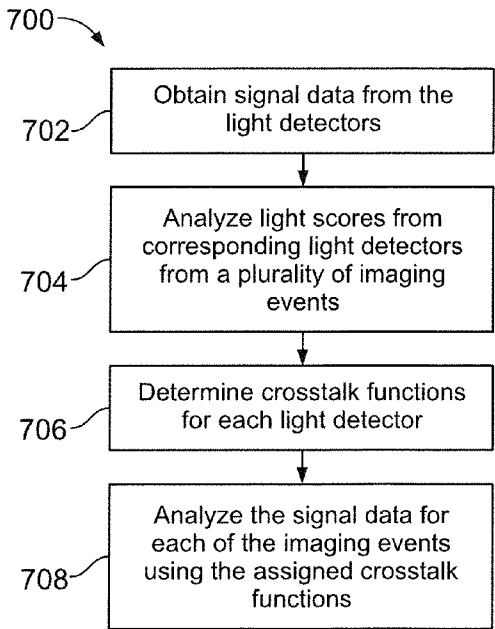 700
702
Obtain signal data from the
light detectors
704
Analyze light scores from
corresponding light detectors
from a plurality of imaging
events
706
Determine crosstalk functions
for each light detector
708
Analyze the signal data for
each of the imaging events
using the assigned crosstalk
functions